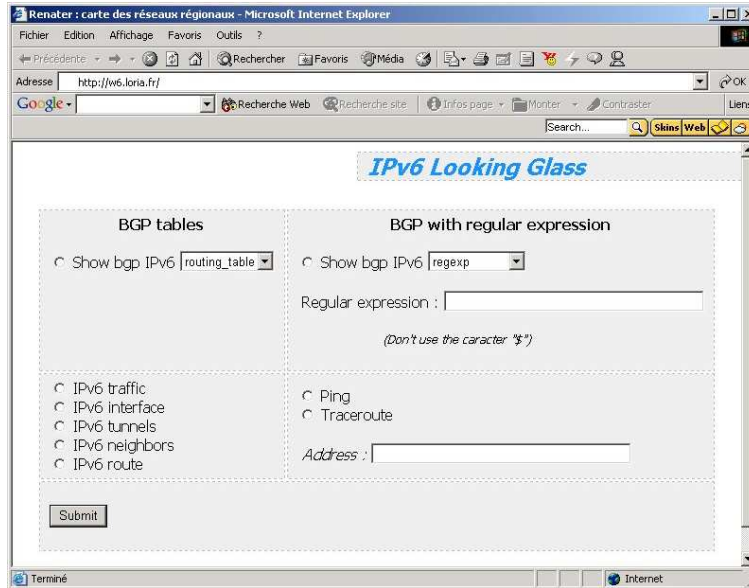 Renater : carte des réseaux régionaux - Microsoft Internet Explorer
Fichier Edition Affichage Favoris Outils ?
Précédente Rechercher Favoris Média
Adresse http://w6.loria.fr/ OK
Google Recherche Web Recherche site Infos page Monter Contraster Liens
Search... Skins Web
IPv6 Looking Glass
BGP tables
Show bgp IPv6 routing_table
BGP with regular expression
Show bgp IPv6 regexp
Regular expression :
(Don't use the caracter "$")
IPv6 traffic
IPv6 interface
IPv6 tunnels
IPv6 neighbors
IPv6 route
Ping
Traceroute
Address :
Submit
Terminé Internet